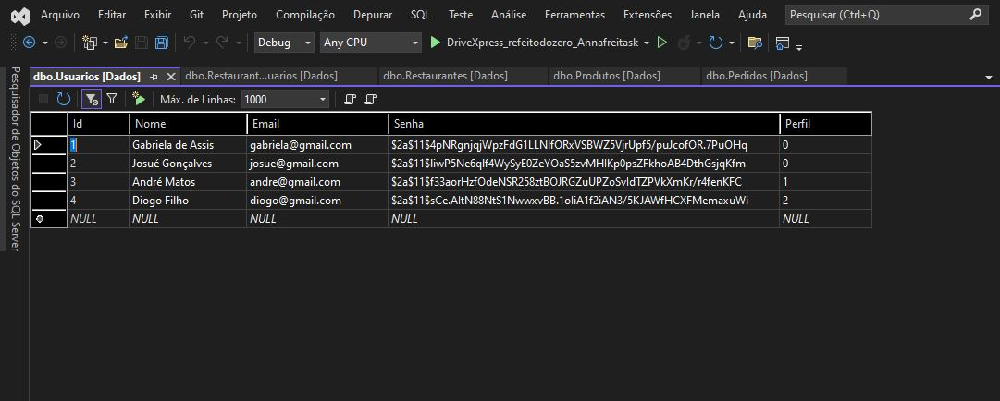 Arquivo Editar Exibir Git Projeto Compilação Depurar SQL Teste Análise Ferramentas Extensões Janela Ajuda Pesquisar (Ctrl+Q)
Debug Any CPU DriveXpress_refeitodozero_Annafreitask
Pesquisador de Objetos do SQL Server
dbo.Usuarios [Dados] dbo.Restaurant...uarios [Dados] dbo.Restaurantes [Dados] dbo.Produtos [Dados] dbo.Pedidos [Dados]
Máx. de Linhas: 1000
Id Nome Email Senha Perfil
1 Gabriela de Assis gabriela@gmail.com $2a$11$4pNRgnjqjWpzFdG1LLNlfORxVSBWZ5VjrUpf5/puJcofOR.7PuOHq 0
2 Josué Gonçalves josue@gmail.com $2a$11$IiwP5Ne6qIf4WySyE0ZeYOaS5zvMHIKp0psZFkhoAB4DthGsjqKfm 0
3 André Matos andre@gmail.com $2a$11$f33aorHzfOdeNSR258ztBOJRGZuUPZoSvIdTZPVkXmKr/r4fenKFC 1
4 Diogo Filho diogo@gmail.com $2a$11$sCe.AltN88NtS1NwwxvBB.1oIiA1f2iAN3/5KJAWfHCXFMemaxuWi 2
NULL NULL NULL NULL NULL